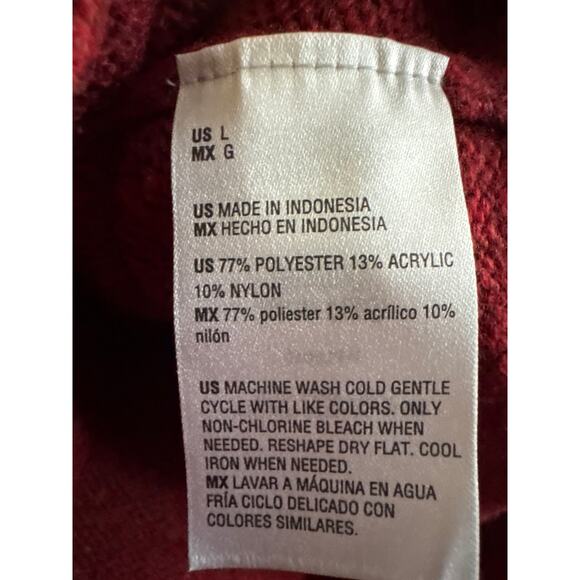 US L
MX G
US MADE IN INDONESIA
MX HECHO EN INDONESIA
US 77% POLYESTER 13% ACRYLIC
10% NYLON
MX 77% poliester 13% acrílico 10%
nilón
US MACHINE WASH COLD GENTLE
CYCLE WITH LIKE COLORS. ONLY
NON-CHLORINE BLEACH WHEN
NEEDED. RESHAPE DRY FLAT. COOL
IRON WHEN NEEDED.
MX LAVAR A MÁQUINA EN AGUA
FRÍA CICLO DELICADO CON
COLORES SIMILARES.